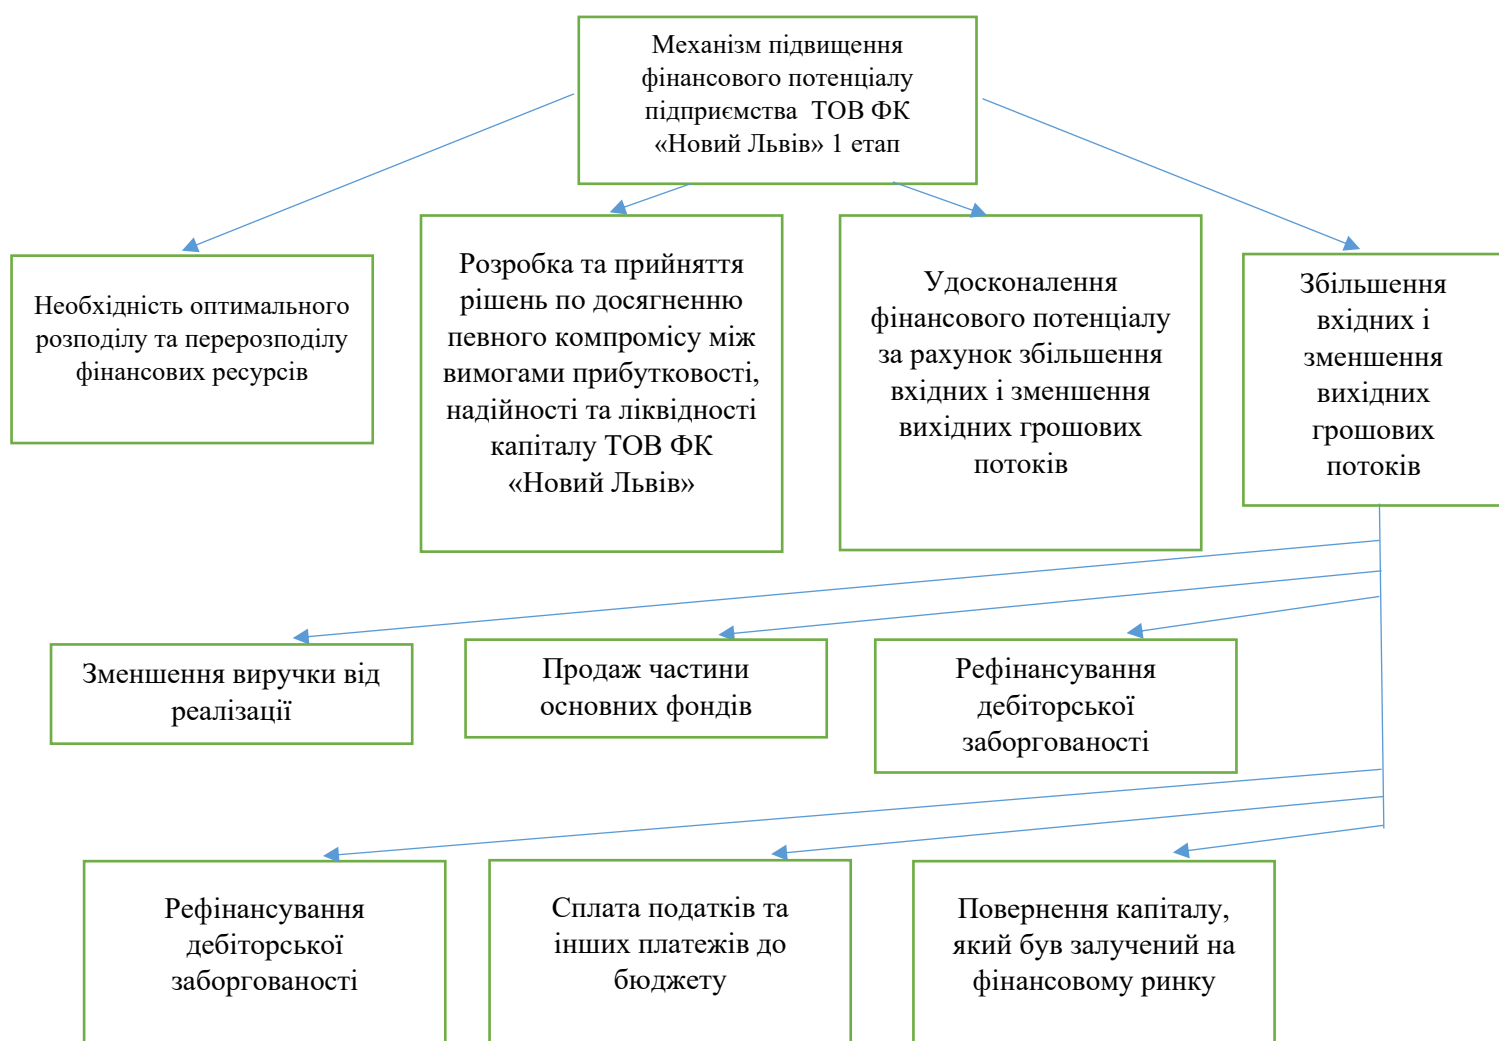 Механізм підвищення
фінансового потенціалу
підприємства ТОВ ФК
«Новий Львів» 1 етап
Необхідність оптимального
розподілу та перерозподілу
фінансових ресурсів
Розробка та прийняття
рішень по досягненню
певного компромісу між
вимогами прибутковості,
надійності та ліквідності
капіталу ТОВ ФК
«Новий Львів»
Удосконалення
фінансового потенціалу
за рахунок збільшення
вхідних і зменшення
вихідних грошових
потоків
Збільшення
вхідних і
зменшення
вихідних
грошових
потоків
Зменшення виручки від
реалізації
Продаж частини
основних фондів
Рефінансування
дебіторської
заборгованості
Рефінансування
дебіторської
заборгованості
Сплата податків та
інших платежів до
бюджету
Повернення капіталу,
який був залучений на
фінансовому ринку